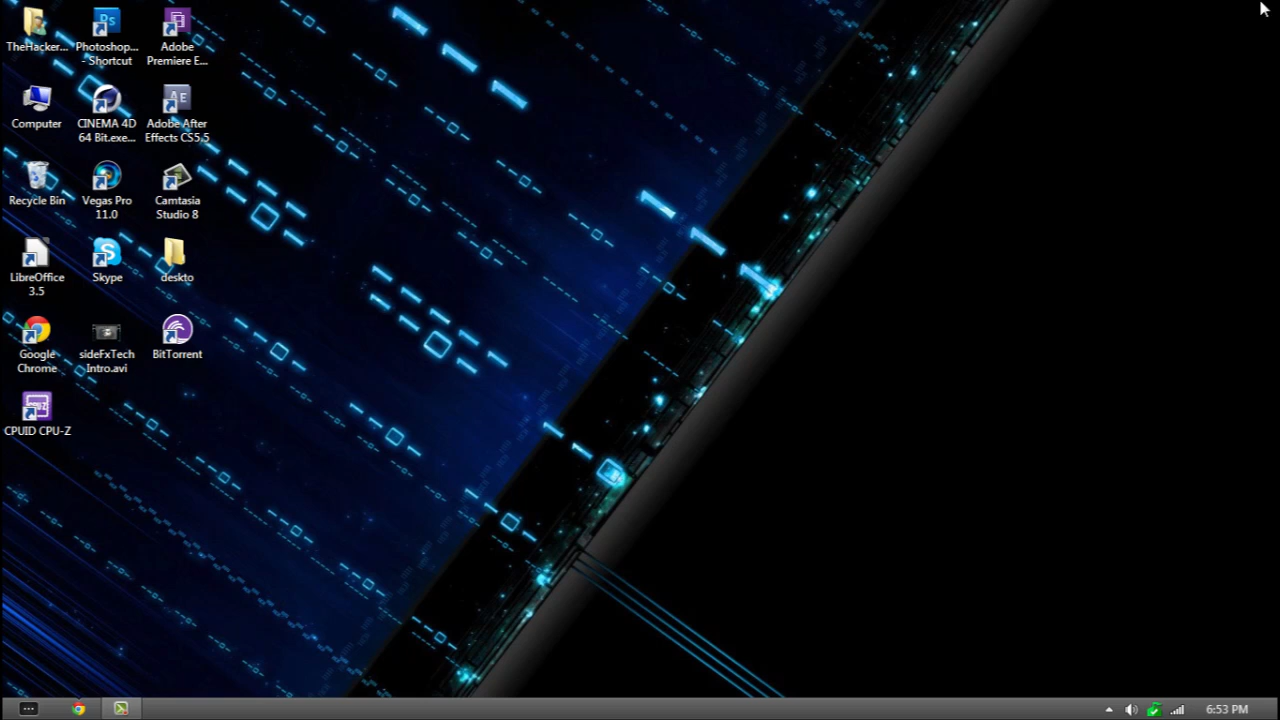 TheHacker...
Photoshop...
- Shortcut
Adobe
Premiere E...
Computer
CINEMA 4D
64 Bit.exe...
Adobe After
Effects CS5.5
Recycle Bin
Vegas Pro
11.0
Camtasia
Studio 8
LibreOffice
3.5
Skype
deskto
Google
Chrome
sideFxTech
Intro.avi
BitTorrent
CPUID CPU-Z
6:53 PM
Ps
AE